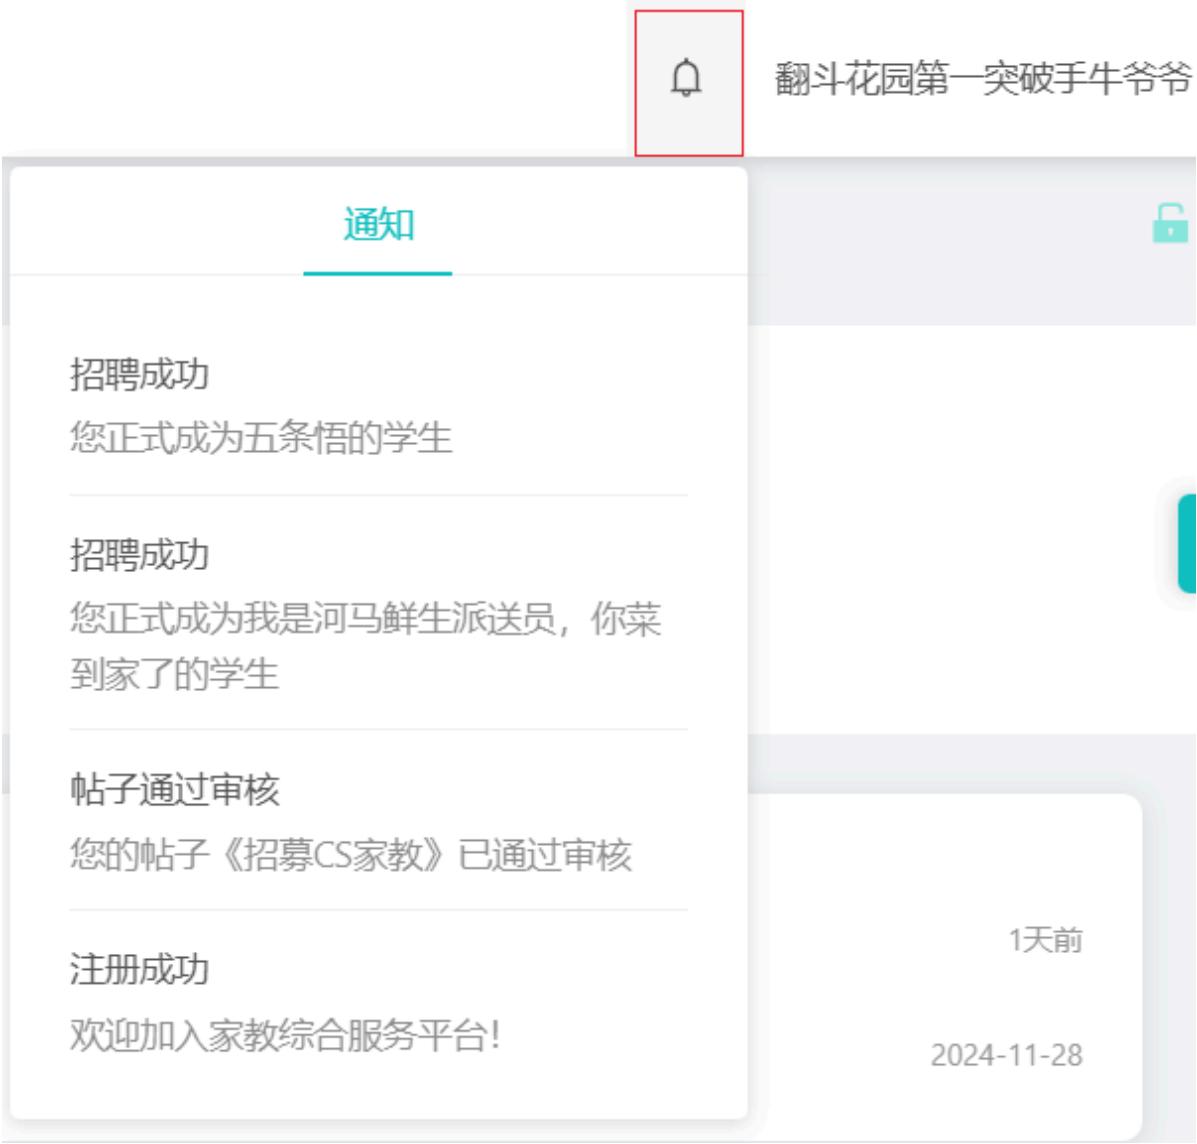 翻斗花园第一突破手牛爷爷
通知
招聘成功
您正式成为五条悟的学生
招聘成功
您正式成为我是河马鲜生派送员，你菜
到家了的学生
帖子通过审核
您的帖子《招募CS家教》已通过审核
1天前
注册成功
欢迎加入家教综合服务平台！
2024-11-28